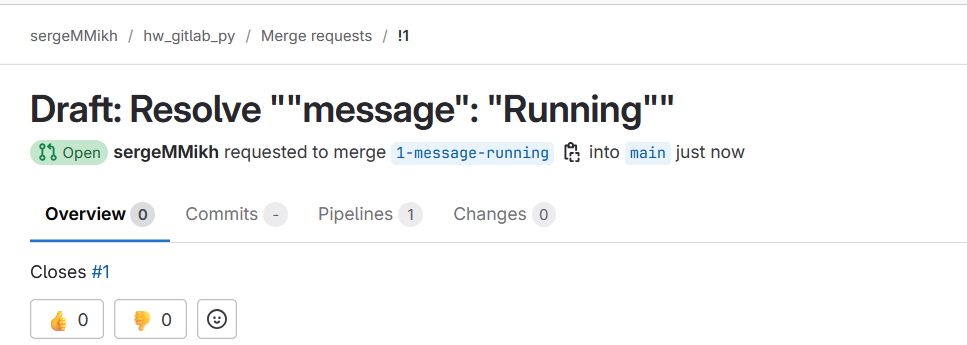 sergeMMikh / hw_gitlab_py / Merge requests / !1
Draft: Resolve ""message": "Running""
Open sergeMMikh requested to merge 1-message-running into main just now
Overview 0 Commits - Pipelines 1 Changes 0
Closes #1
0 0